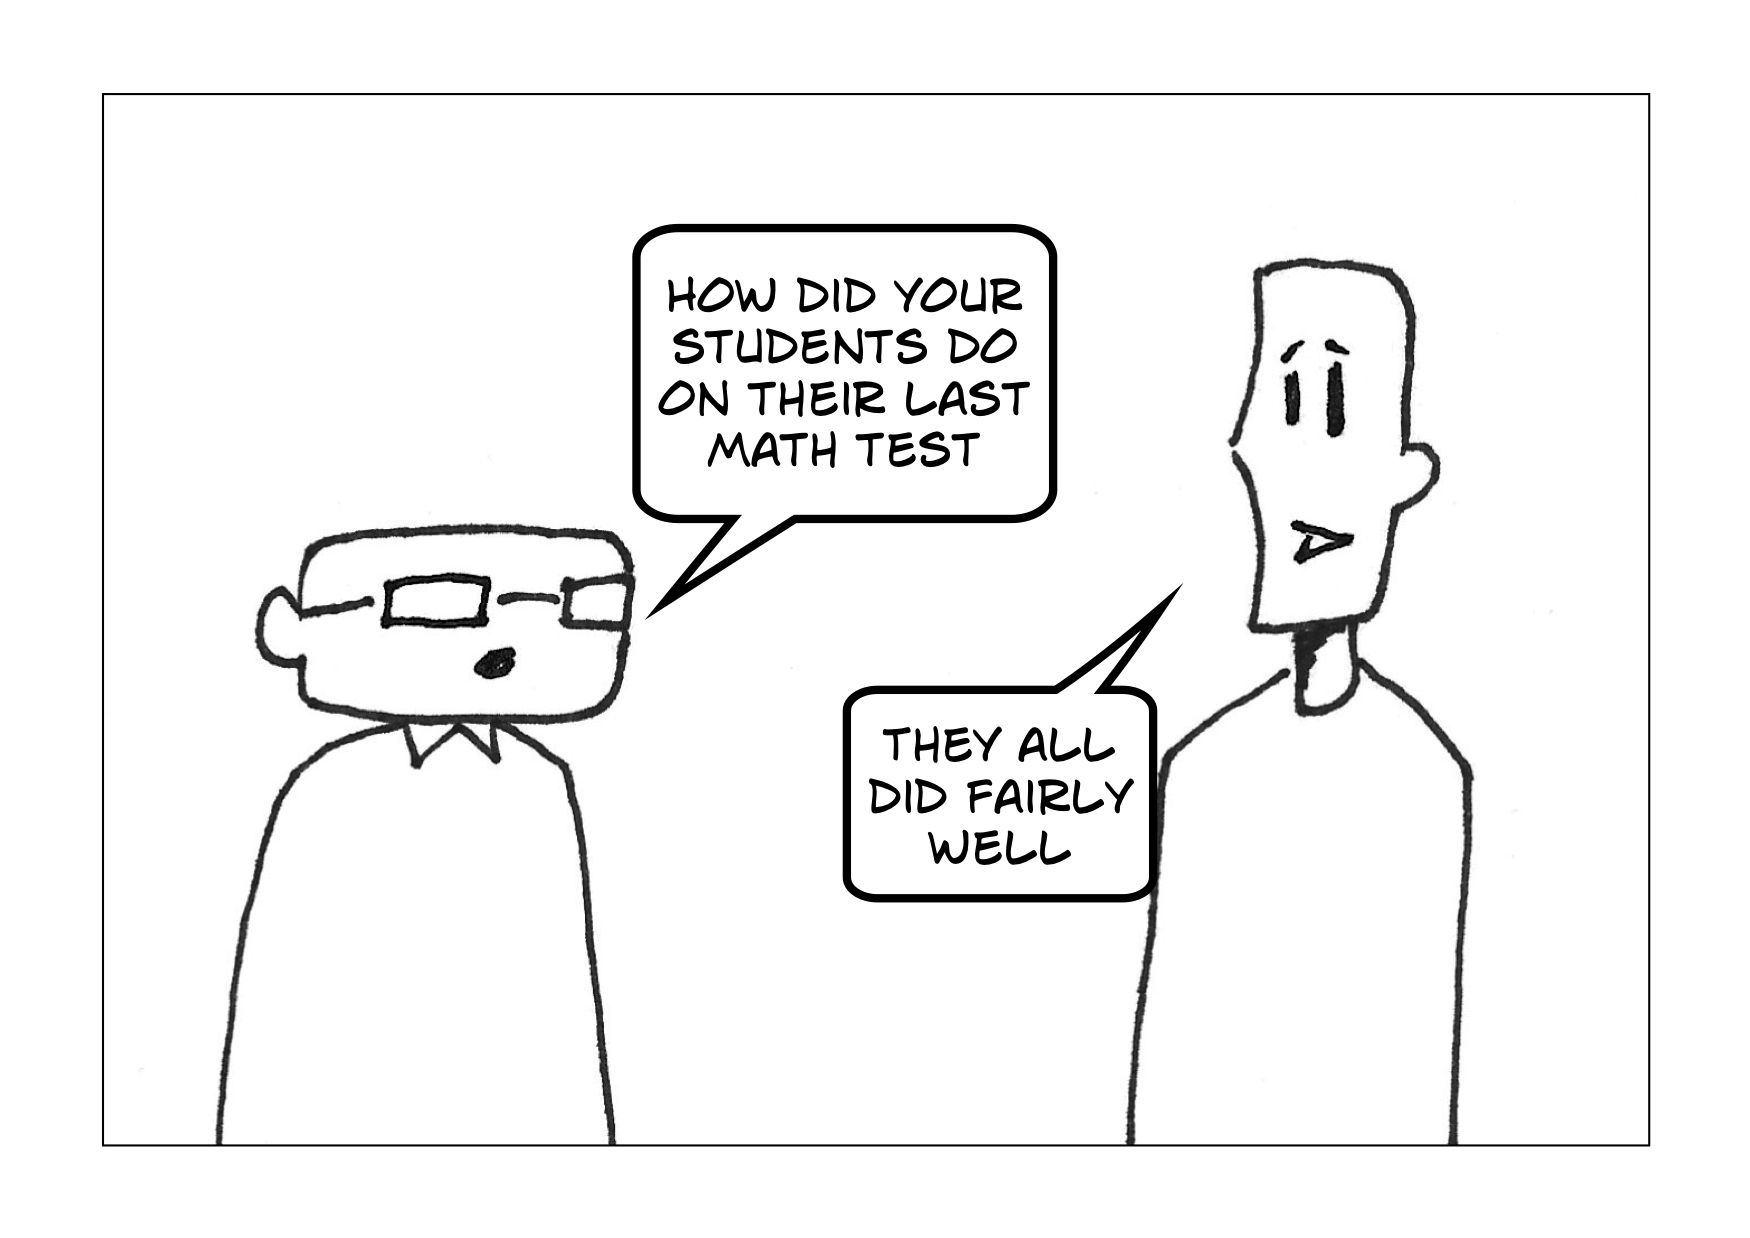 HOW DID YOUR
STUDENTS DO
ON THEIR LAST
MATH TEST
THEY ALL
DID FAIRLY
WELL